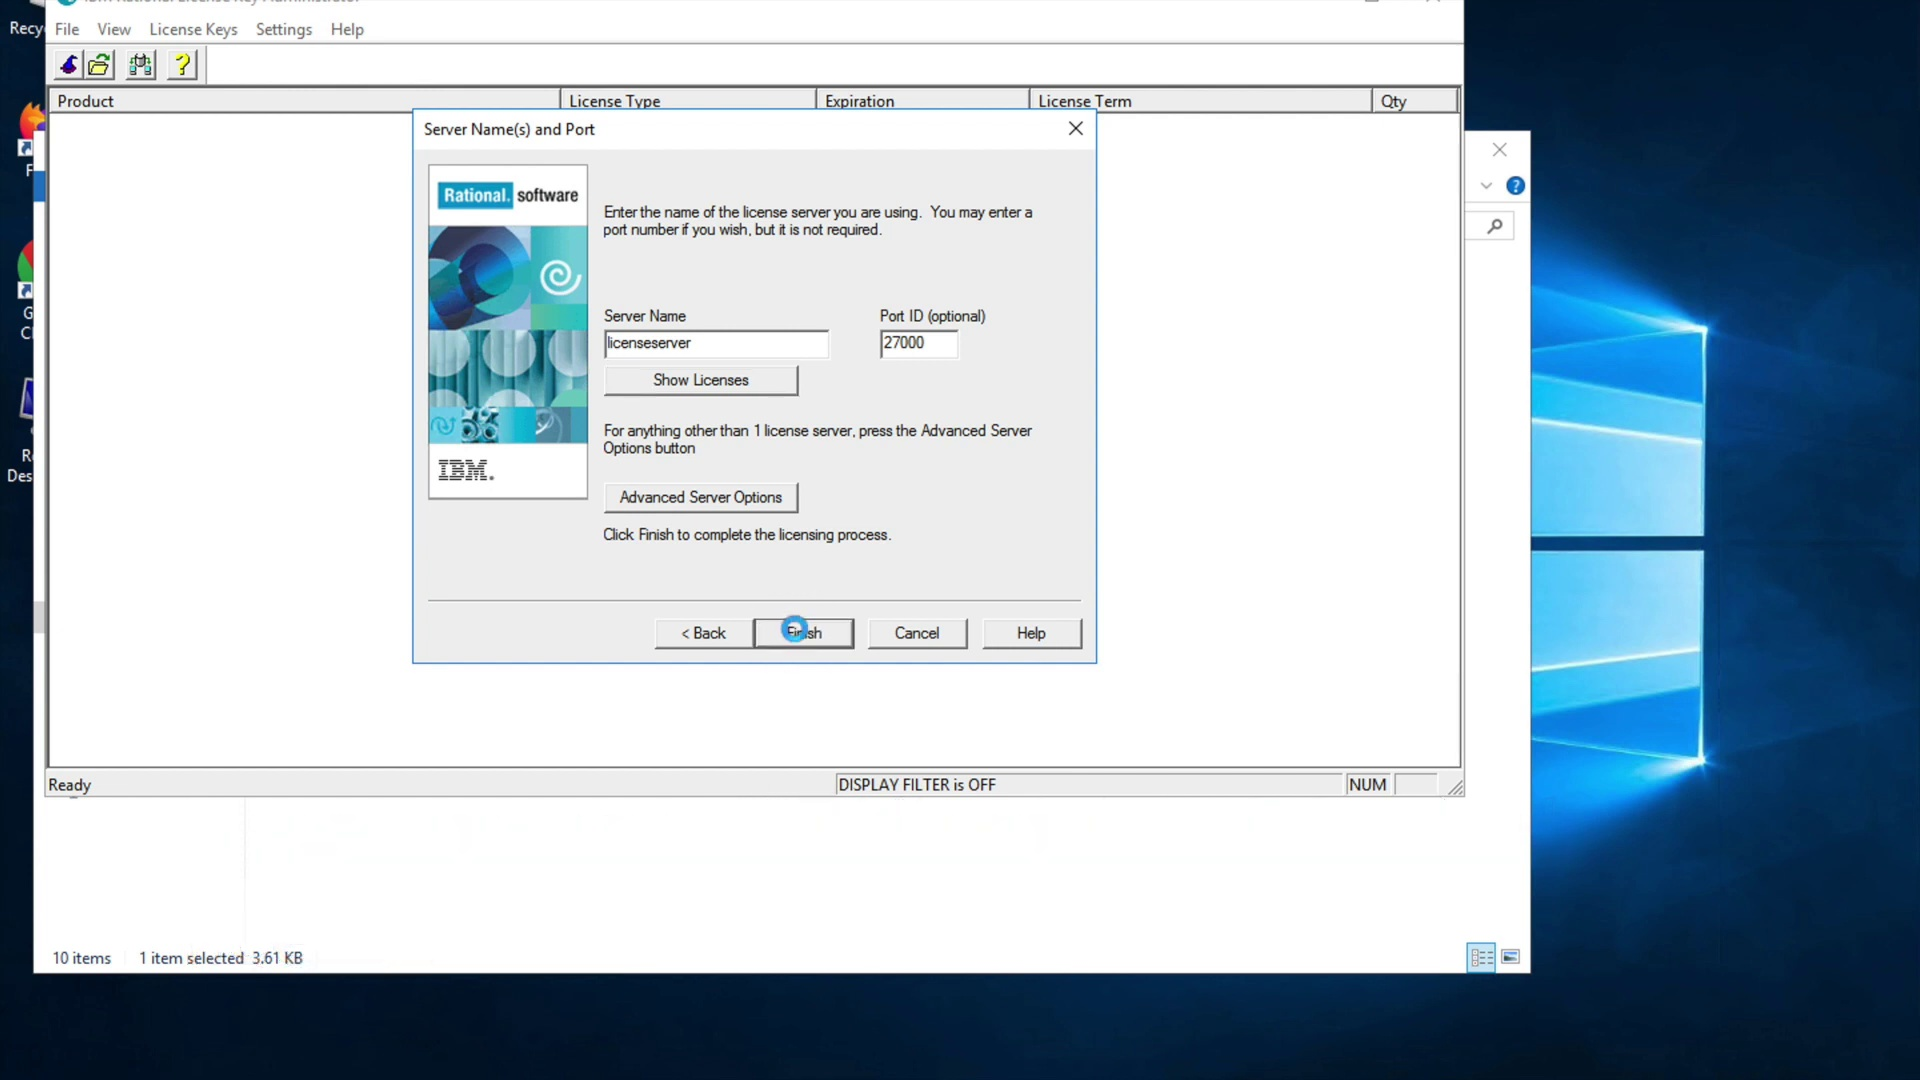 Recy
File View License Keys Settings Help
Product License Type Expiration License Term Qty
Server Name(s) and Port
Rational. software
Enter the name of the license server you are using. You may enter a
port number if you wish, but it is not required.
Server Name Port ID (optional)
licenseserver 27000
Show Licenses
For anything other than 1 license server, press the Advanced Server
Options button
IBM.
Advanced Server Options
Click Finish to complete the licensing process.
< Back Finish Cancel Help
Ready DISPLAY FILTER is OFF NUM
10 items 1 item selected 3.61 KB